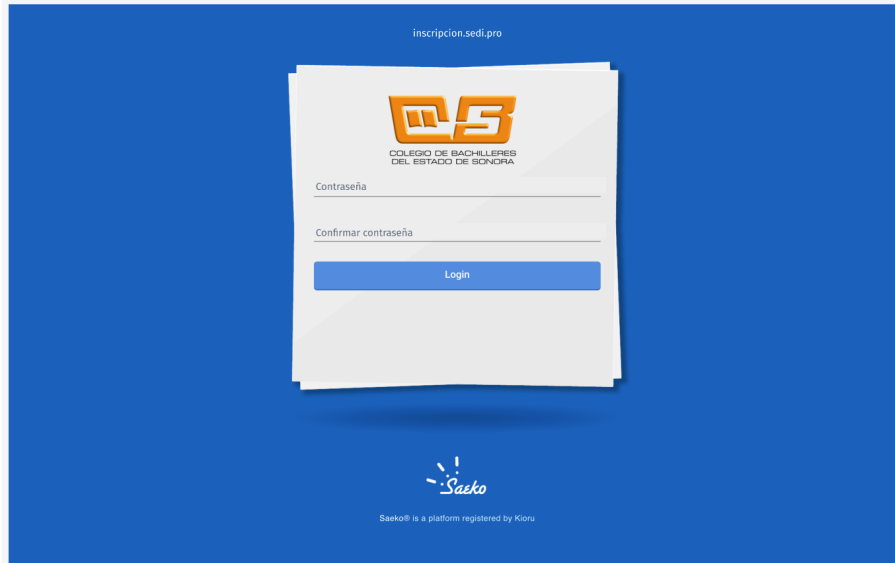 inscripcion.sedi.pro
COLEGIO DE BACHILLERES
DEL ESTADO DE SONORA
Contraseña
Confirmar contraseña
Login
Saeko
Saeko® is a platform registered by Kioru